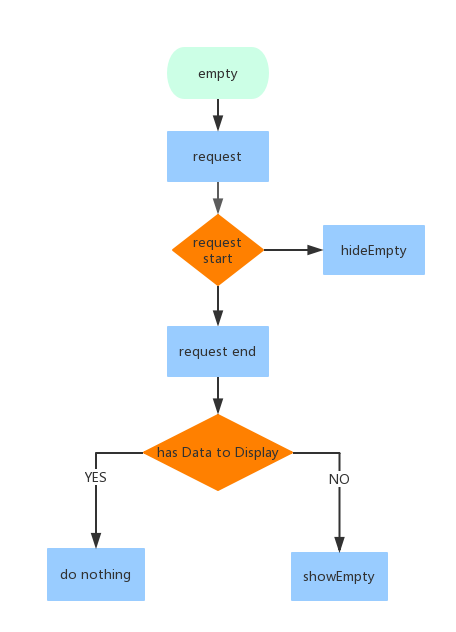 empty
request
request
start
hideEmpty
request end
has Data to Display
YES
NO
do nothing
showEmpty